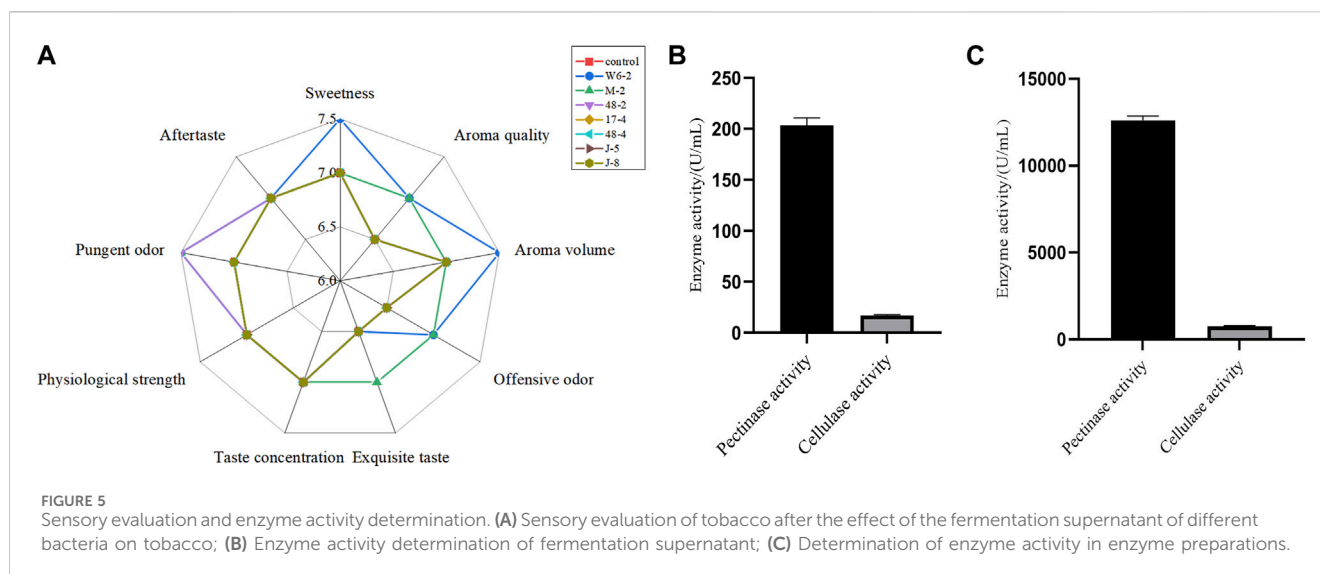 A
control
W6-2
M-2
48-2
17-4
48-4
J-5
J-8
Sweetness
Aroma quality
Aroma volume
Offensive odor
Exquisite taste
Taste concentration
Physiological strength
Pungent odor
Aftertaste
7.5
7.0
6.5
6.0
B
Enzyme activity/(U/mL)
250
200
150
100
50
0
Pectinase activity
Cellulase activity
C
Enzyme activity/(U/mL)
15000
10000
5000
0
Pectinase activity
Cellulase activity
FIGURE 5
Sensory evaluation and enzyme activity determination. (A) Sensory evaluation of tobacco after the effect of the fermentation supernatant of different
bacteria on tobacco; (B) Enzyme activity determination of fermentation supernatant; (C) Determination of enzyme activity in enzyme preparations.